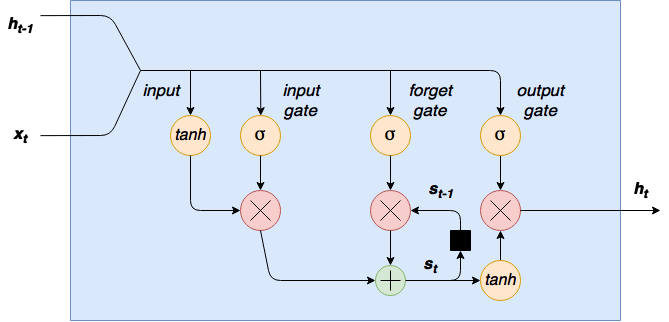 h_{t-1}
input
input
gate
forget
gate
output
gate
x_t
tanh
σ
σ
σ
s_{t-1}
h_t
s_t
tanh